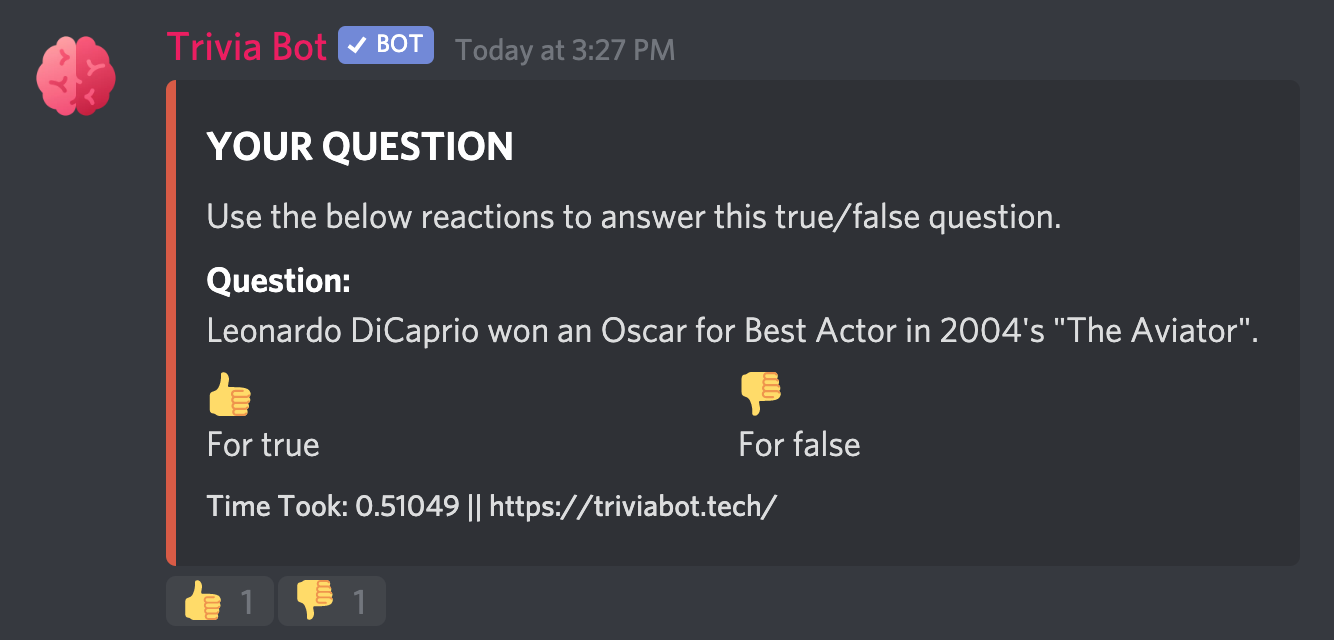 Trivia Bot ✓ BOT Today at 3:27 PM
YOUR QUESTION
Use the below reactions to answer this true/false question.
Question:
Leonardo DiCaprio won an Oscar for Best Actor in 2004's "The Aviator".
👍 👎
For true For false
Time Took: 0.51049 || https://triviabot.tech/
👍 1 👎 1